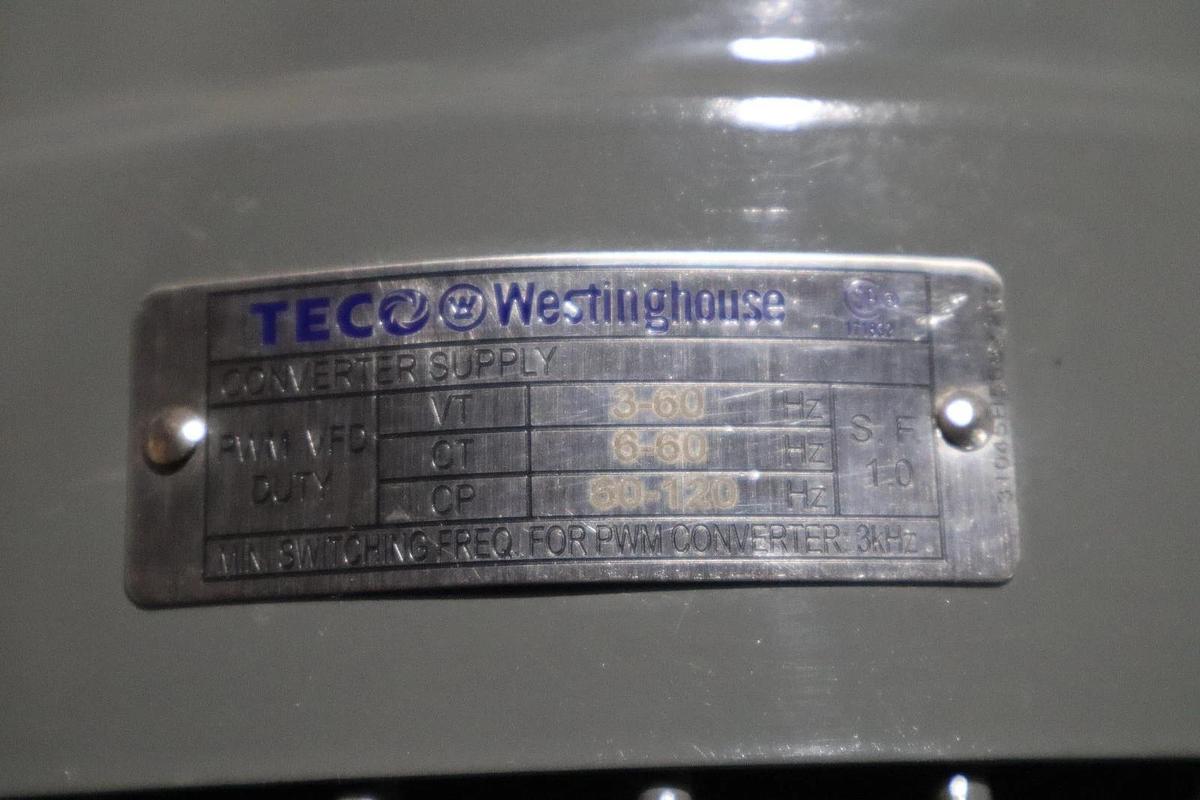 TECO W Westinghouse
171832
CONVERTER SUPPLY
PWM VFD DUTY
VT 3-60 Hz
CT 6-60 Hz
CP 60-120 Hz
S.F 1.0
MIN. SWITCHING FREQ. FOR PWM CONVERTER: 3kHz